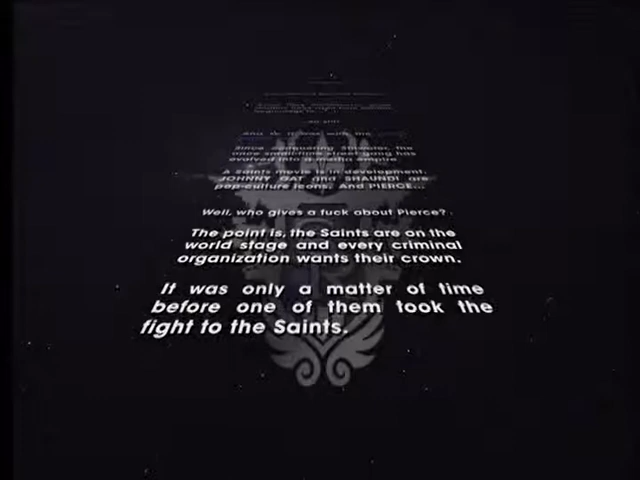 Since conquering Stilwater, the
once small-time street gang has
evolved into a media empire.
A Saints movie is in development.
JOHNNY GAT and SHAUNDI are
pop-culture icons. And PIERCE...
Well, who gives a fuck about Pierce?
The point is, the Saints are on the
world stage and every criminal
organization wants their crown.
It was only a matter of time
before one of them took the
fight to the Saints.